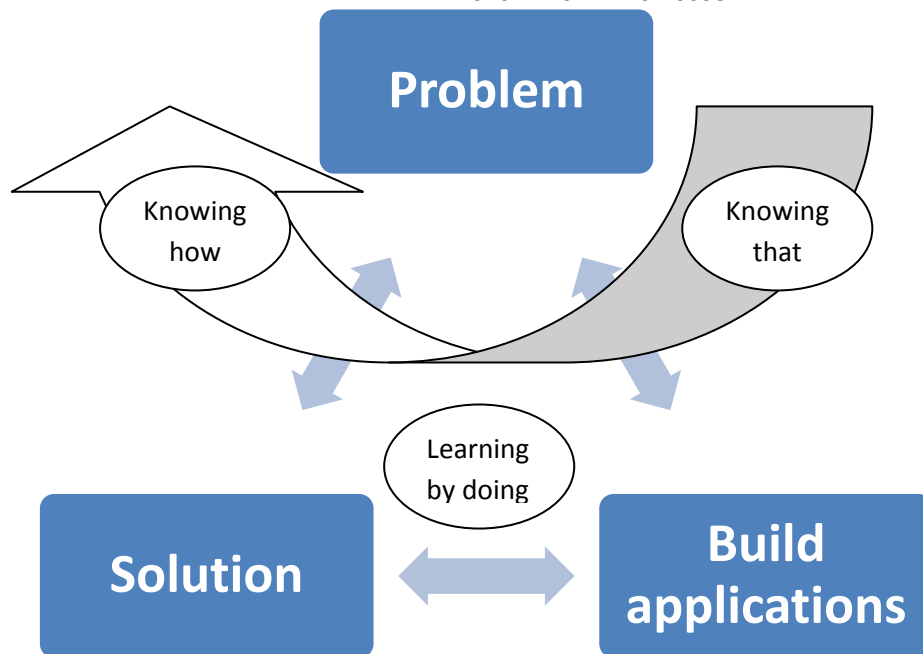 Problem
Knowing
how
Knowing
that
Learning
by doing
Solution
Build
applications